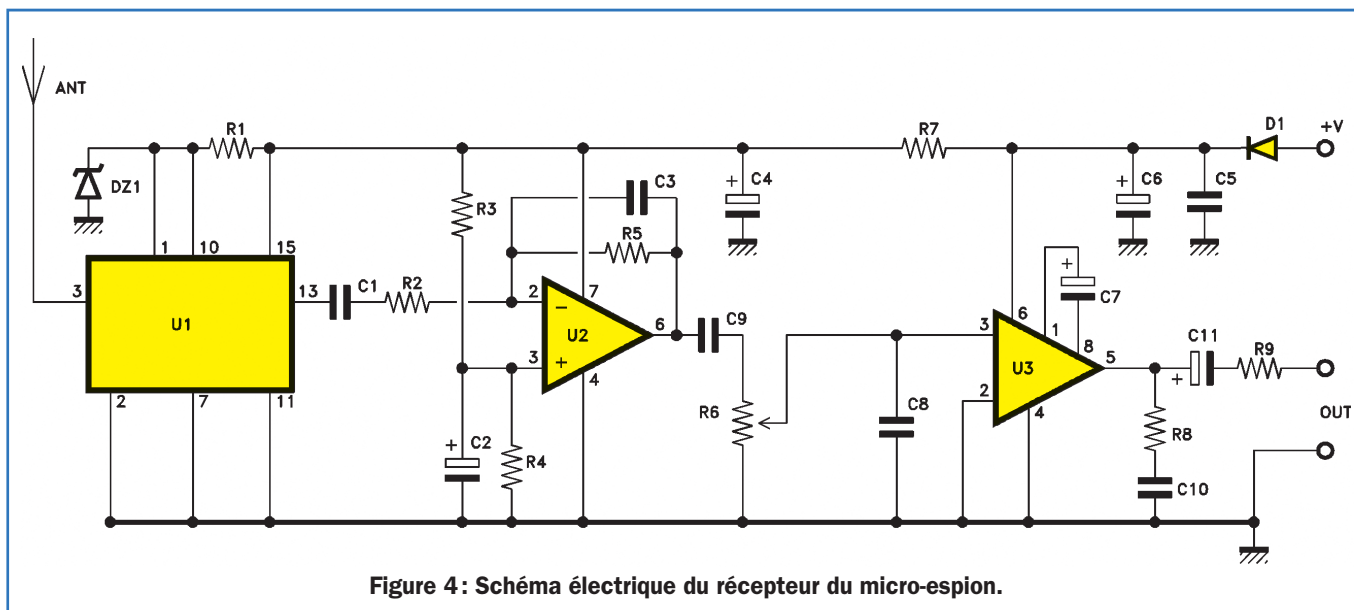 ANT
R1
R7
D1
+V
DZ1
R3
C3
R5
+
C4
+
C6
C5
1
10
15
3
U1
13
C1
R2
2
−
7
U2
6
C9
3
+
4
2
7
11
+
C2
R4
R6
C8
3
6
1
+
C7
8
U3
5
2
4
C11
+
R9
R8
C10
OUT
Figure 4: Schéma électrique du récepteur du micro-espion.